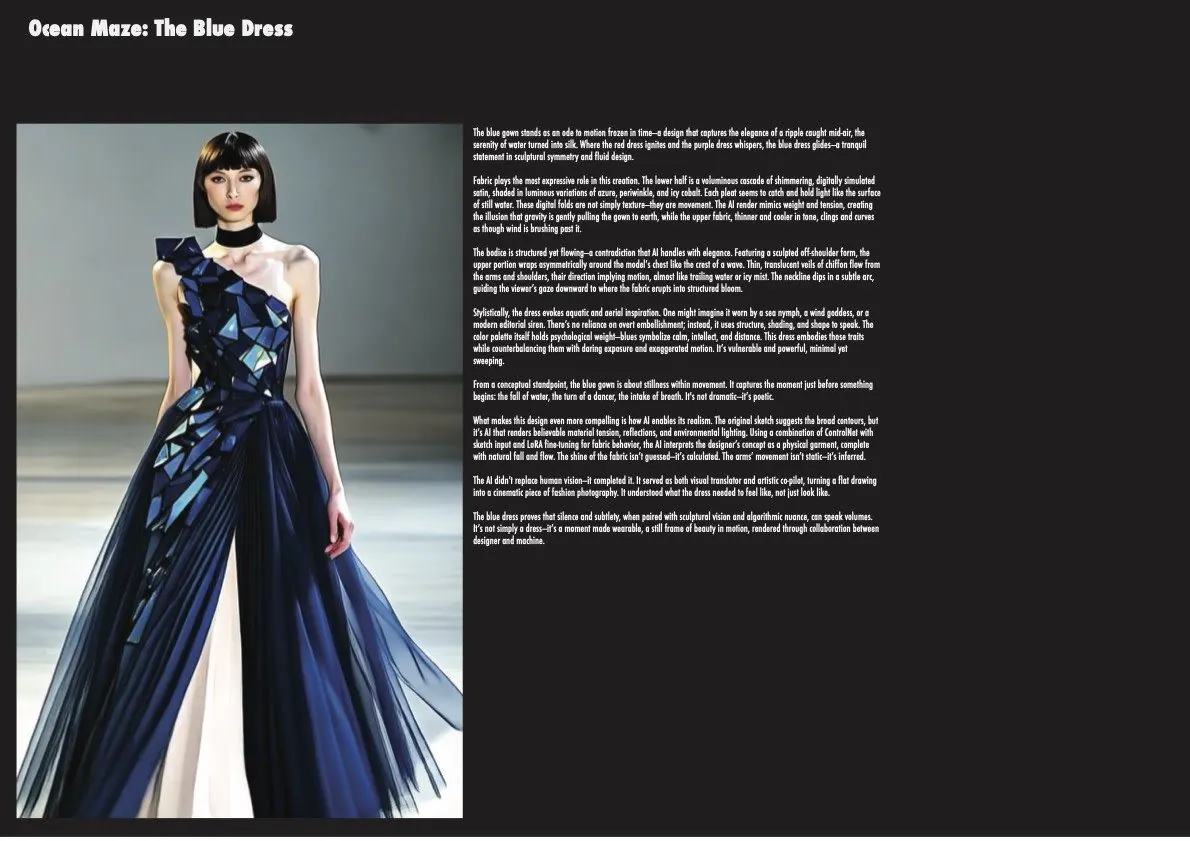 Ocean Maze: The Blue Dress
The blue gown stands as an ode to motion frozen in time—a design that captures the elegance of a ripple caught mid-air, the
serenity of water turned into silk. Where the red dress ignites and the purple dress whispers, the blue dress glides—a tranquil
statement in sculptural symmetry and fluid design.
Fabric plays the most expressive role in this creation. The lower half is a voluminous cascade of shimmering, digitally simulated
satin, shaded in luminous variations of azure, periwinkle, and icy cobalt. Each pleat seems to catch and hold light like the surface
of still water. These digital folds are not simply texture—they are movement. The AI render mimics weight and tension, creating
the illusion that gravity is gently pulling the gown to earth, while the upper fabric, thinner and cooler in tone, clings and curves
as though wind is brushing past it.
The bodice is structured yet flowing—a contradiction that AI handles with elegance. Featuring a sculpted off-shoulder form, the
upper portion wraps asymmetrically around the model's chest like the crest of a wave. Thin, translucent veils of chiffon flow from
the arms and shoulders, their direction implying motion, almost like trailing water or icy mist. The neckline dips in a subtle arc,
guiding the viewer's gaze downward to where the fabric erupts into structured bloom.
Stylistically, the dress evokes aquatic and aerial inspiration. One might imagine it worn by a sea nymph, a wind goddess, or a
modern editorial siren. There's no reliance on overt embellishment; instead, it uses structure, shading, and shape to speak. The
color palette itself holds psychological weight—blues symbolize calm, intellect, and distance. This dress embodies those traits
while counterbalancing them with daring exposure and exaggerated motion. It's vulnerable and powerful, minimal yet
sweeping.
From a conceptual standpoint, the blue gown is about stillness within movement. It captures the moment just before something
begins: the fall of water, the turn of a dancer, the intake of breath. It's not dramatic—it's poetic.
What makes this design even more compelling is how AI enables its realism. The original sketch suggests the broad contours, but
it's AI that renders believable material tension, reflections, and environmental lighting. Using a combination of ControlNet with
sketch input and LoRA fine-tuning for fabric behavior, the AI interprets the designer's concept as a physical garment, complete
with natural fall and flow. The shine of the fabric isn't guessed—it's calculated. The arms' movement isn't static—it's inferred.
The AI didn't replace human vision—it completed it. It served as both visual translator and artistic co-pilot, turning a flat drawing
into a cinematic piece of fashion photography. It understood what the dress needed to feel like, not just look like.
The blue dress proves that silence and subtlety, when paired with sculptural vision and algorithmic nuance, can speak volumes.
It's not simply a dress—it's a moment made wearable, a still frame of beauty in motion, rendered through collaboration between
designer and machine.